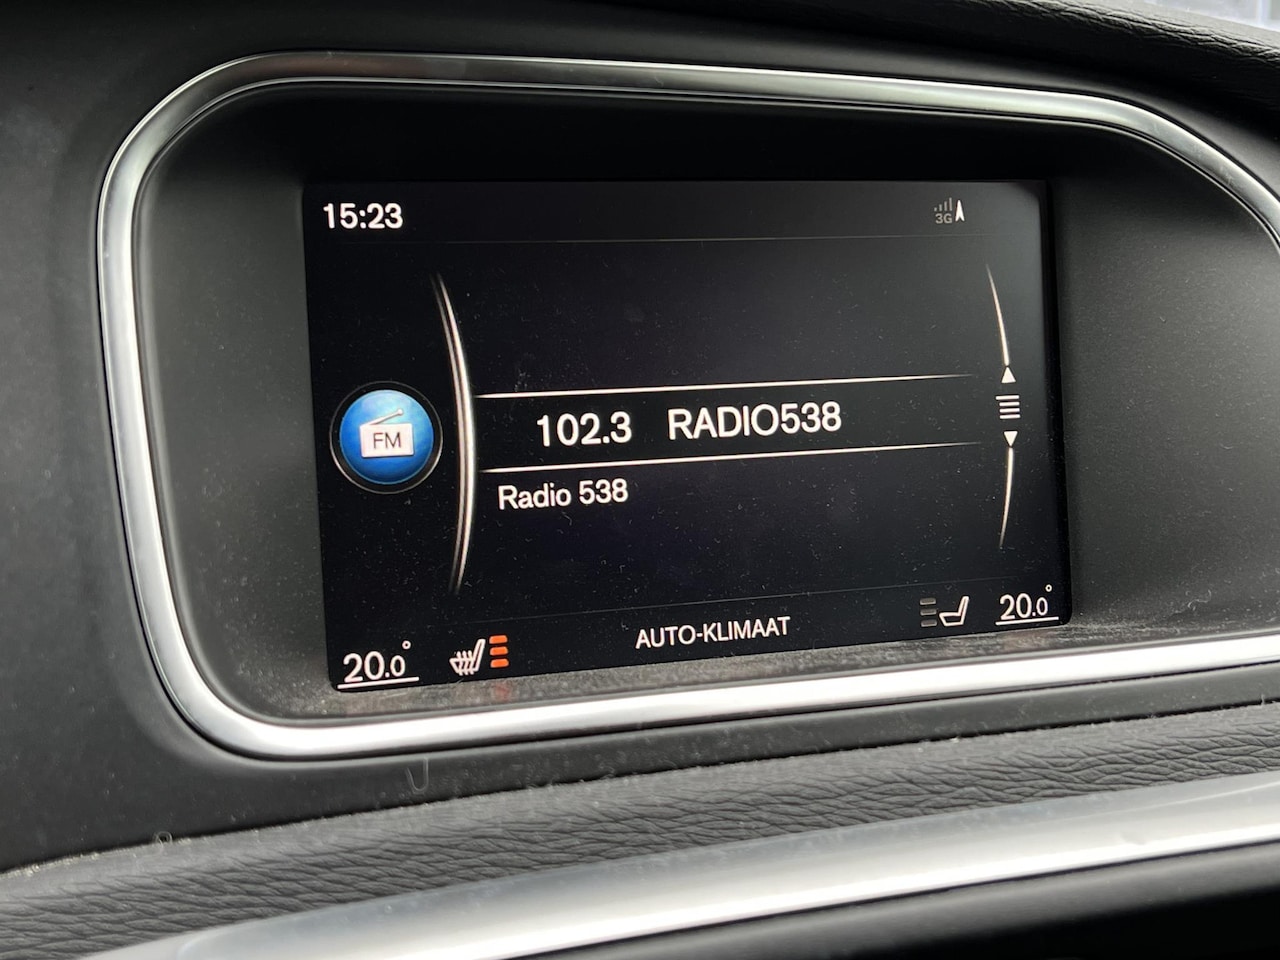 15:23
3G
FM
102.3 RADIO538
Radio 538
20.0° AUTO-KLIMAAT 20.0°